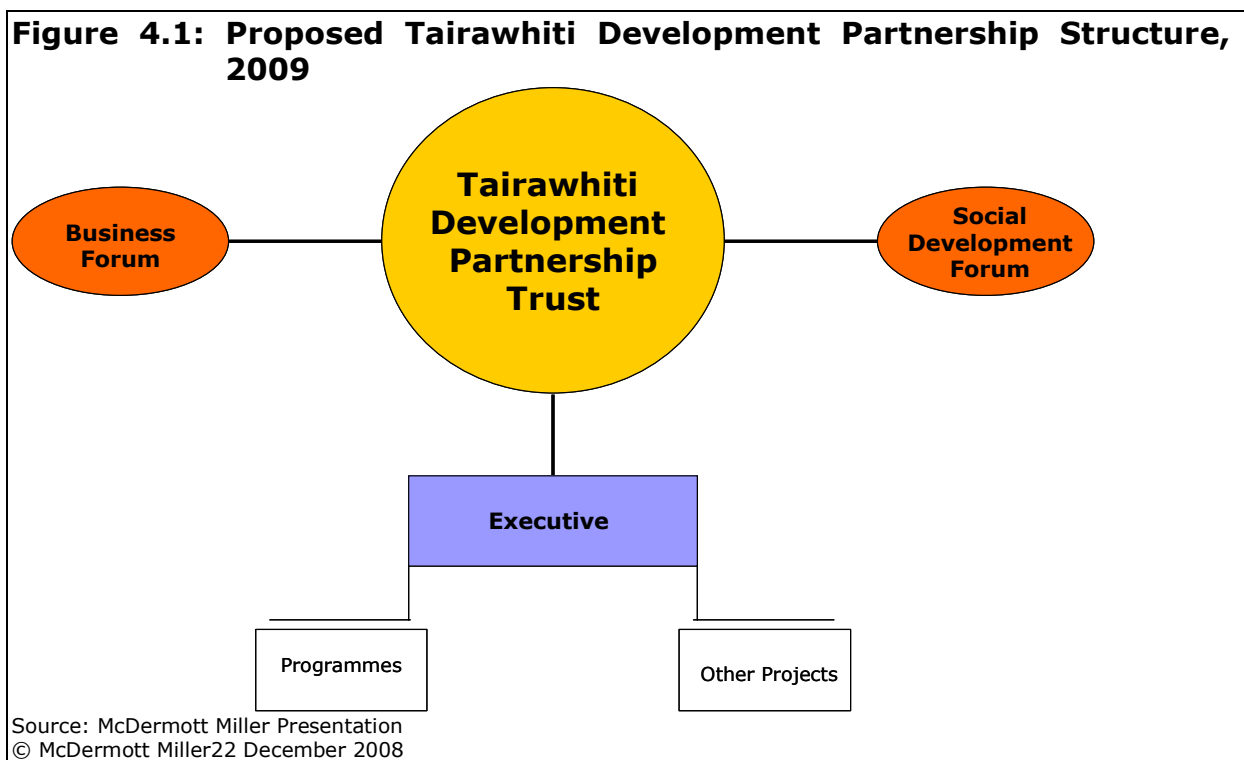 Figure 4.1: Proposed Tairawhiti Development Partnership Structure,
2009
Tairawhiti
Development
Partnership
Trust
Business
Forum
Social
Development
Forum
Executive
Programmes
Other Projects
Source: McDermott Miller Presentation
© McDermott Miller22 December 2008